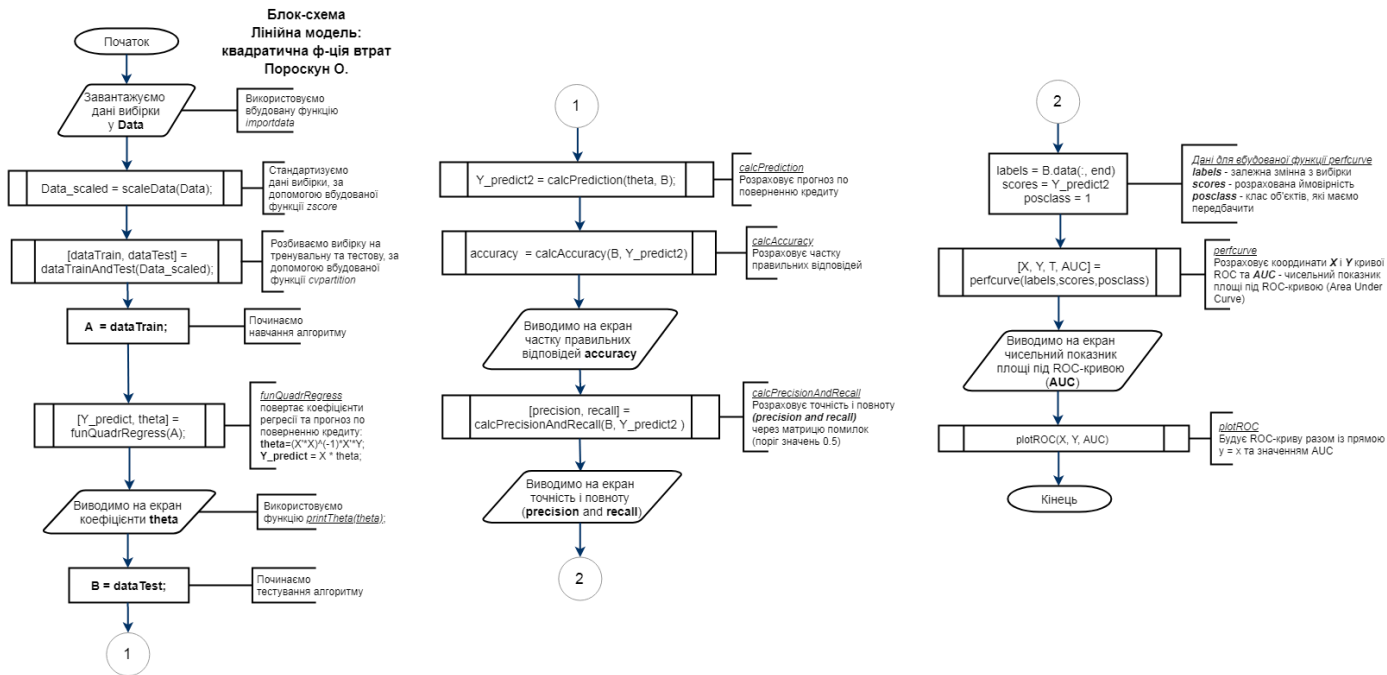 Блок-схема
Лінійна модель:
квадратична ф-ція втрат
Пороскун О.
Початок
Завантажуємо
дані вибірки
у Data
Використовуємо
вбудовану функцію
importdata
Data_scaled = scaleData(Data);
Стандартизуємо
дані вибірки, за
допомогою вбудованої
функції zscore
[dataTrain, dataTest] =
dataTrainAndTest(Data_scaled);
Розбиваємо вибірку на
тренувальну та тестову, за
допомогою вбудованої
функції cvpartition
A = dataTrain;
Починаємо
навчання алгоритму
[Y_predict, theta] =
funQuadrRegress(A);
funQuadrRegress
повертає коефіцієнти
регресії та прогноз по
поверненню кредиту:
theta=(X'*X)^(-1)*X'*Y;
Y_predict = X * theta;
Виводимо на екран
коефіцієнти theta
Використовуємо
функцію printTheta(theta);
B = dataTest;
Починаємо
тестування алгоритму
1
1
Y_predict2 = calcPrediction(theta, B);
calcPrediction
Розраховує прогноз по
поверненню кредиту
accuracy = calcAccuracy(B, Y_predict2)
calcAccuracy
Розраховує частку
правильних відповідей
Виводимо на екран
частку правильних
відповідей accuracy
[precision, recall] =
calcPrecisionAndRecall(B, Y_predict2 )
calcPrecisionAndRecall
Розраховує точність і повноту
(precision and recall)
через матрицю помилок
(поріг значень 0.5)
Виводимо на екран
точність і повноту
(precision and recall)
2
2
labels = B.data(:, end)
scores = Y_predict2
posclass = 1
Дані для вбудованої функції perfcurve
labels - залежна змінна з вибірки
scores - розрахована ймовірність
posclass - клас об'єктів, які маємо
передбачити
[X, Y, T, AUC] =
perfcurve(labels,scores,posclass)
perfcurve
Розраховує координати X і Y кривої
ROC та AUC - чисельний показник
площі під ROC-кривою (Area Under
Curve)
Виводимо на екран
чисельний показник
площі під ROC-кривою
(AUC)
plotROC(X, Y, AUC)
plotROC
Будує ROC-криву разом із прямою
y = x та значенням AUC
Кінець